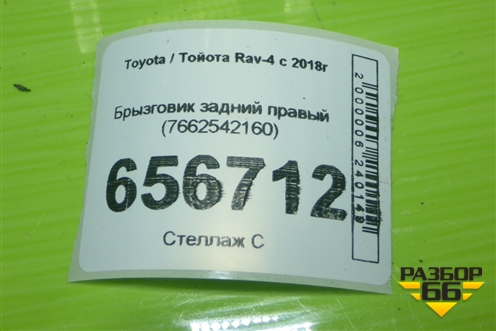 Toyota / Тойота Rav-4 с 2018г
Брызговик задний правый
(7662542160)
656712
Стеллаж С
2000006240149
РАЗБОР
66